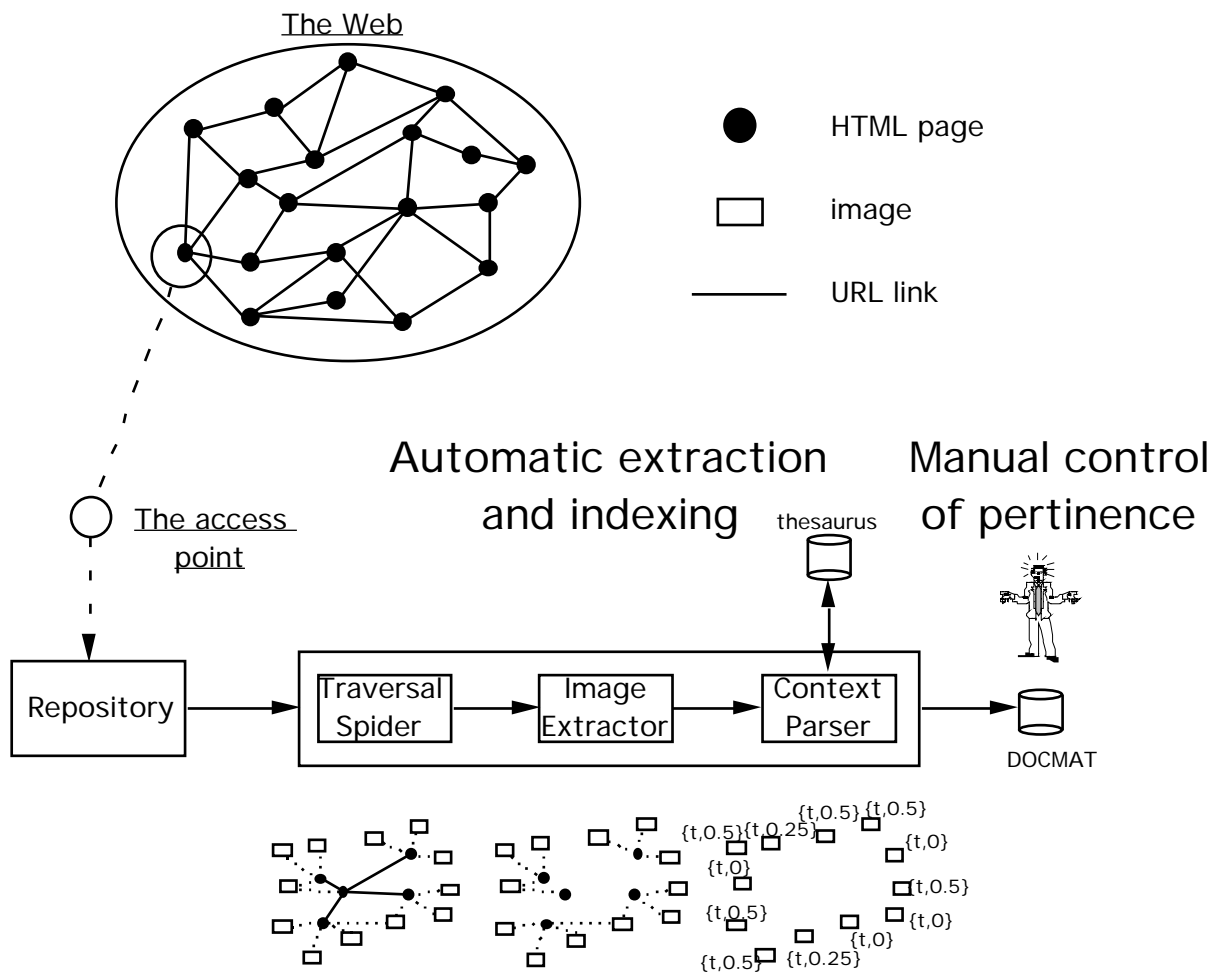 The Web
HTML page
image
URL link
Automatic extraction
and indexing
Manual control
of pertinence
The access
point
thesaurus
Repository
Traversal
Spider
Image
Extractor
Context
Parser
DOCMAT
{t,0.5}
{t,0.25}
{t,0.5}
{t,0.5}
{t,0}
{t,0}
{t,0.5}
{t,0.5}
{t,0}
{t,0}
{t,0.5}
{t,0.25}